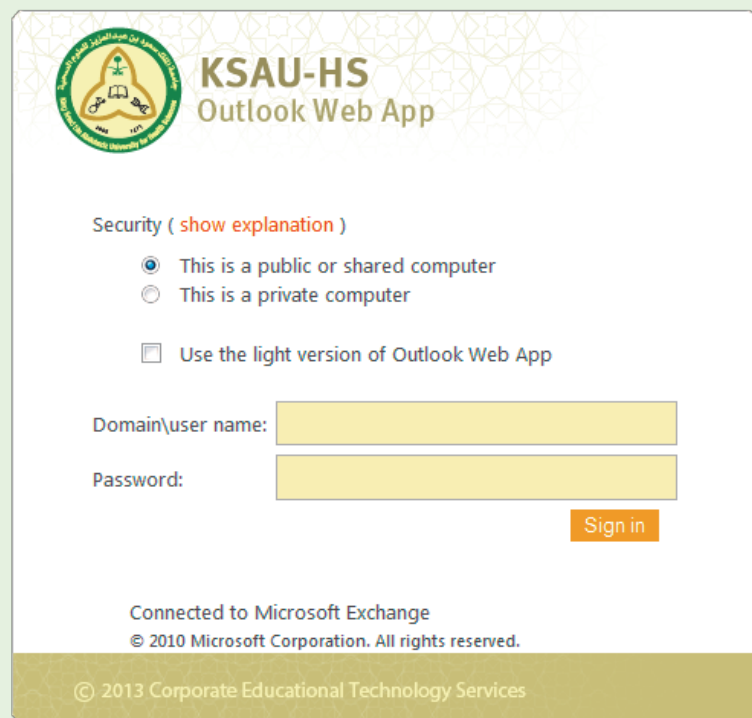 KSAU-HS
Outlook Web App
Security ( show explanation )
This is a public or shared computer
This is a private computer
Use the light version of Outlook Web App
Domain\user name:
Password:
Sign in
Connected to Microsoft Exchange
© 2010 Microsoft Corporation. All rights reserved.
© 2013 Corporate Educational Technology Services